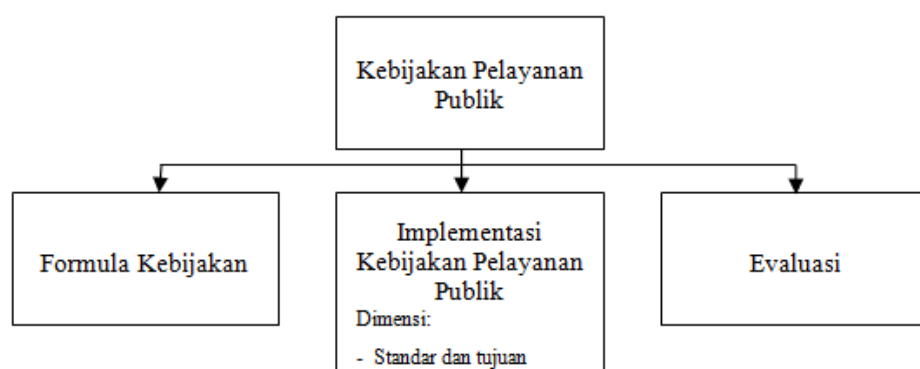 Kebijakan Pelayanan
Publik
Formula Kebijakan
Implementasi
Kebijakan Pelayanan
Publik
Dimensi:
- Standar dan tujuan
Evaluasi